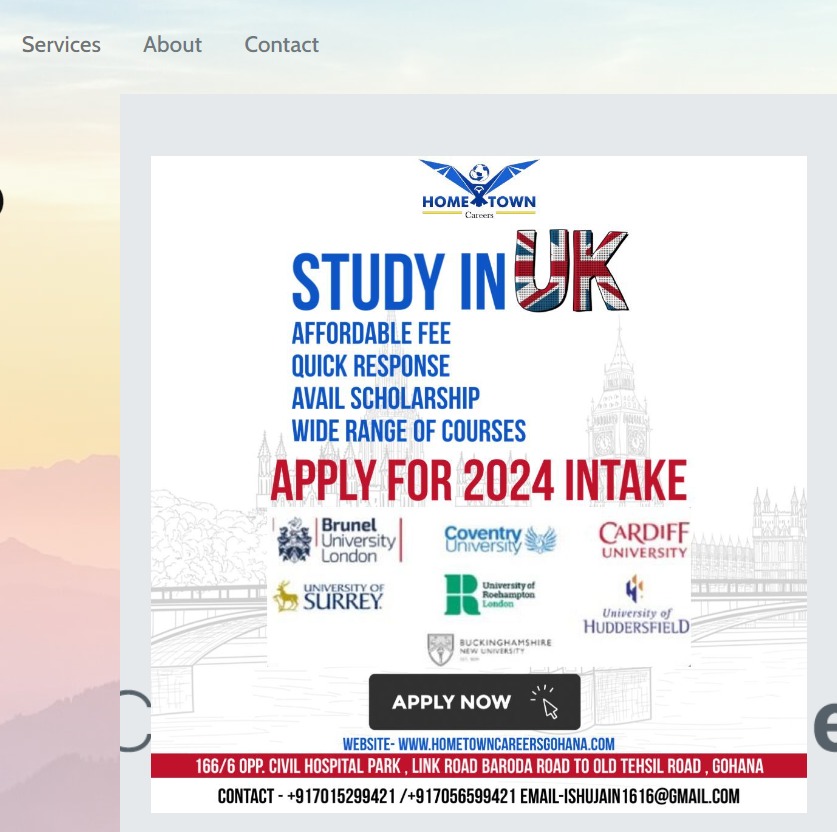 Services About Contact
HOME TOWN
Careers
STUDY IN UK
AFFORDABLE FEE
QUICK RESPONSE
AVAIL SCHOLARSHIP
WIDE RANGE OF COURSES
APPLY FOR 2024 INTAKE
Brunel
University
London
Coventry
University
CARDIFF
UNIVERSITY
UNIVERSITY OF
SURREY
University of
Roehampton
London
University of
HUDDERSFIELD
BUCKINGHAMSHIRE
NEW UNIVERSITY
APPLY NOW
WEBSITE- WWW.HOMETOWNCAREERSGOHANA.COM
166/6 OPP. CIVIL HOSPITAL PARK , LINK ROAD BARODA ROAD TO OLD TEHSIL ROAD , GOHANA
CONTACT - +917015299421 /+917056599421 EMAIL-ISHUJAIN1616@GMAIL.COM